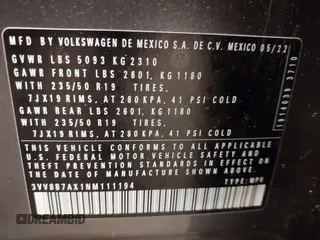 MFD. BY VOLKSWAGEN DE MEXICO S.A. DE C.V. MEXICO 05/22
GVWR LBS 5093 KG 2310
GAWR FRONT LBS 2601, KG 1180
WITH 235/50 R19 TIRES,
7JX19 RIMS, AT 280 KPA, 41 PSI COLD
GAWR REAR LBS 2601, KG 1180
WITH 235/50 R19 TIRES,
7JX19 RIMS, AT 280 KPA, 41 PSI COLD
THIS VEHICLE CONFORMS TO ALL APPLICABLE
FEDERAL MOTOR VEHICLE SAFETY, BUMPER, AND
THEFT PREVENTION STANDARDS IN EFFECT ON
THE DATE OF MANUFACTURE SHOWN ABOVE.
3VV8B7AX1NM111194
TYPE: MPV